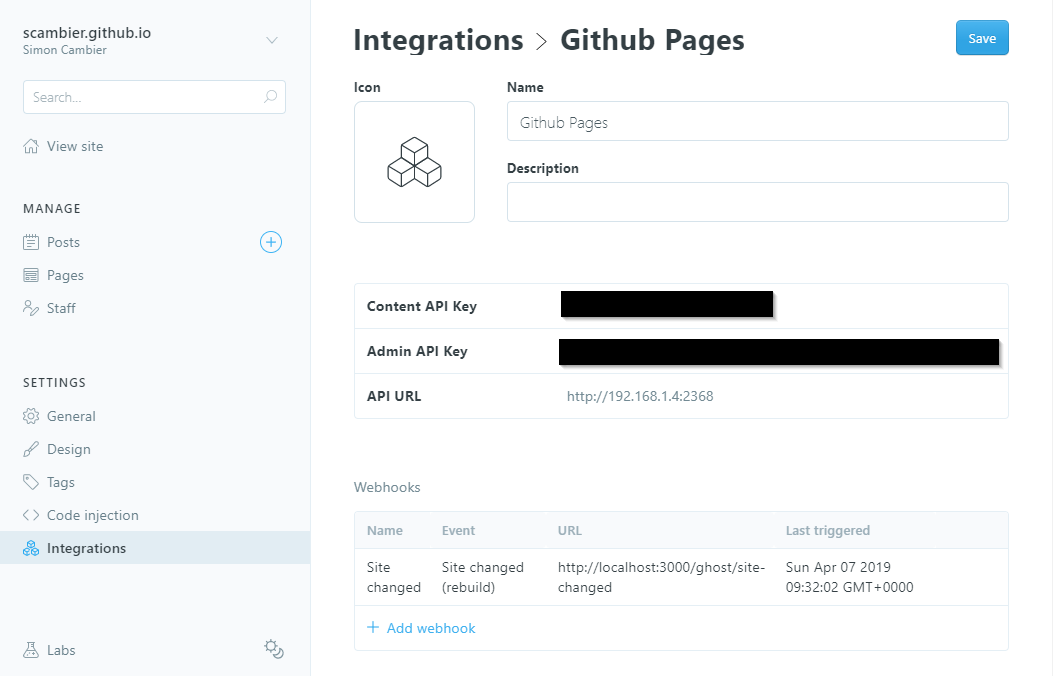 scambier.github.io
Simon Cambier
Search...
View site
MANAGE
Posts
Pages
Staff
SETTINGS
General
Design
Tags
Code injection
Integrations
Labs
Integrations > Github Pages
Save
Icon
Name
Github Pages
Description
Content API Key
Admin API Key
API URL http://192.168.1.4:2368
Webhooks
Name Event URL Last triggered
Site Site changed http://localhost:3000/ghost/site- Sun Apr 07 2019
changed (rebuild) changed 09:32:02 GMT+0000
+ Add webhook